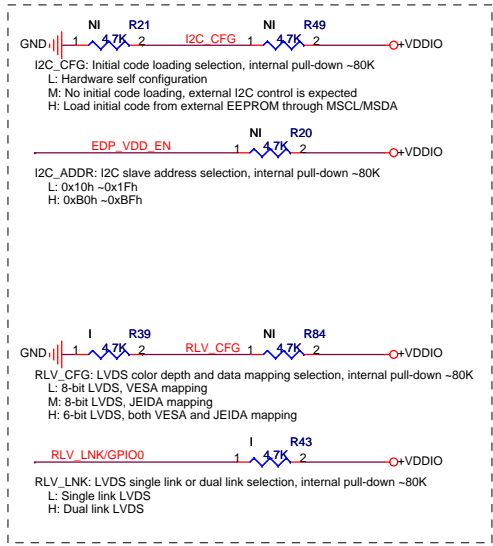 NI R21 NI R49
GND 1 4.7K 2 I2C_CFG 1 4.7K 2 +VDDIO
I2C_CFG: Initial code loading selection, internal pull-down ~80K
L: Hardware self configuration
M: No initial code loading, external I2C control is expected
H: Load initial code from external EEPROM through MSCL/MSDA
NI R20
EDP_VDD_EN 1 4.7K 2 +VDDIO
I2C_ADDR: I2C slave address selection, internal pull-down ~80K
L: 0x10h ~0x1Fh
H: 0xB0h ~0xBFh
I R39 NI R84
GND 1 4.7K 2 RLV_CFG 1 4.7K 2 +VDDIO
RLV_CFG: LVDS color depth and data mapping selection, internal pull-down ~80K
L: 8-bit LVDS, VESA mapping
M: 8-bit LVDS, JEIDA mapping
H: 6-bit LVDS, both VESA and JEIDA mapping
I R43
RLV_LNK/GPIO0 1 4.7K 2 +VDDIO
RLV_LNK: LVDS single link or dual link selection, internal pull-down ~80K
L: Single link LVDS
H: Dual link LVDS